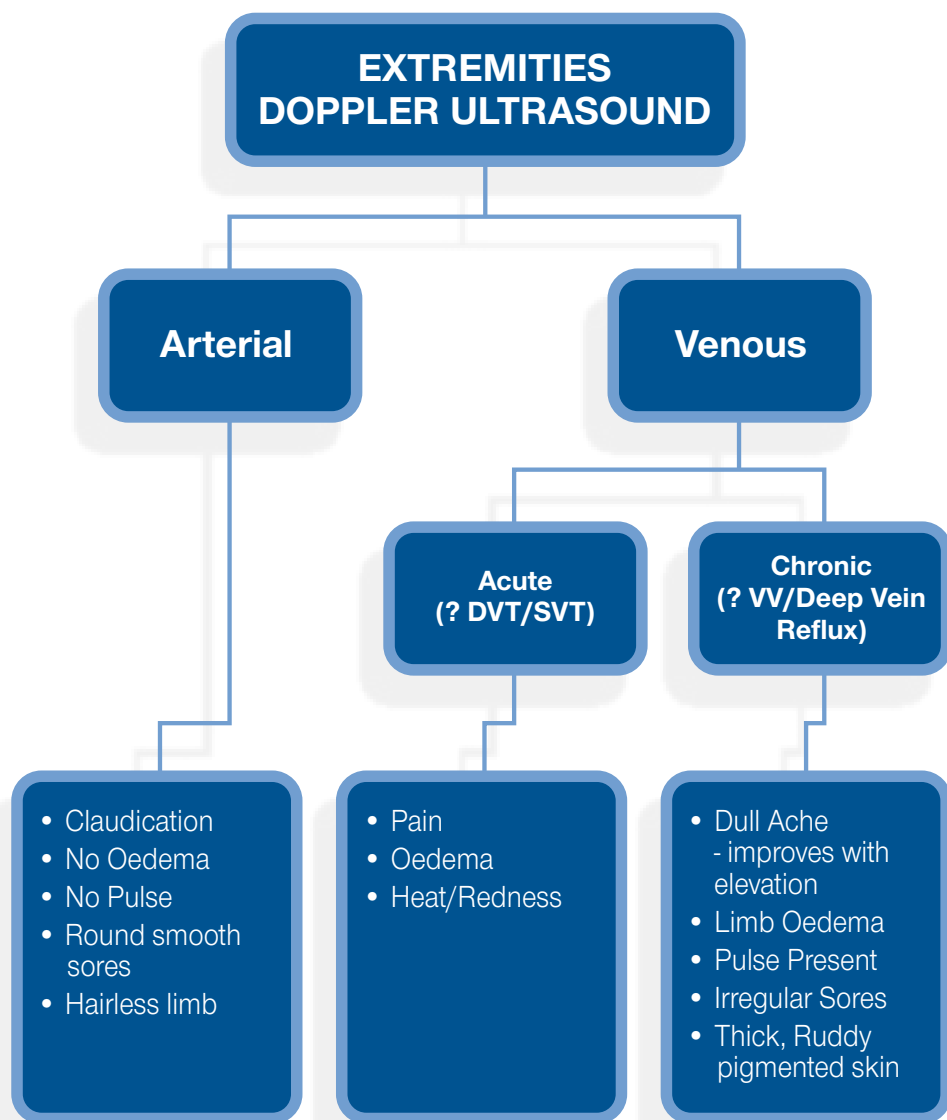 EXTREMITIES
DOPPLER ULTRASOUND
Arterial
Venous
Acute
(? DVT/SVT)
Chronic
(? VV/Deep Vein
Reflux)
• Claudication
• No Oedema
• No Pulse
• Round smooth
sores
• Hairless limb
• Pain
• Oedema
• Heat/Redness
• Dull Ache
- improves with
elevation
• Limb Oedema
• Pulse Present
• Irregular Sores
• Thick, Ruddy
pigmented skin